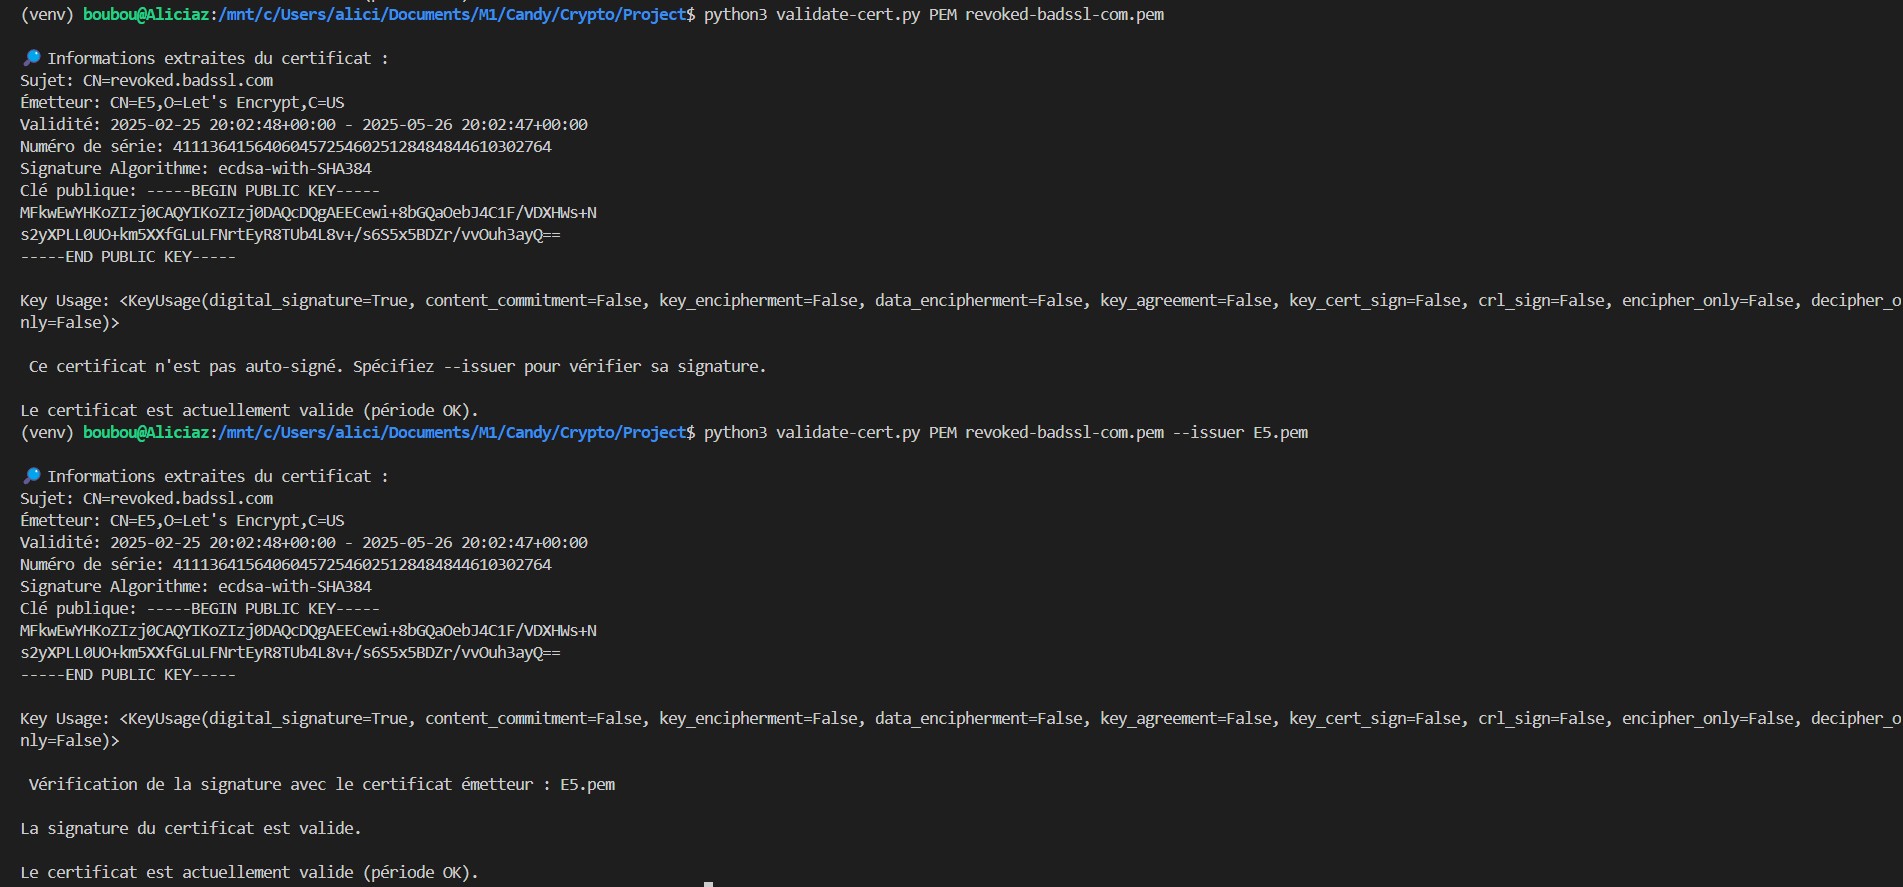 (venv) boubou@Aliciaz:/mnt/c/Users/alici/Documents/M1/Candy/Crypto/Project$ python3 validate-cert.py PEM revoked-badssl-com.pem
Informations extraites du certificat :
Sujet: CN=revoked.badssl.com
Émetteur: CN=E5,O=Let's Encrypt,C=US
Validité: 2025-02-25 20:02:48+00:00 - 2025-05-26 20:02:47+00:00
Numéro de série: 411136415640604572546025128484844610302764
Signature Algorithme: ecdsa-with-SHA384
Clé publique: -----BEGIN PUBLIC KEY-----
MFkwEwYHKoZIzj0CAQYIKoZIzj0DAQcDQgAEECewi+8bGQaOebJ4C1F/VDXHWs+N
s2yXPLL0UO+km5XXfGLuLFNrtEyR8TUb4L8v+/s6S5x5BDZr/vvOuh3ayQ==
-----END PUBLIC KEY-----
Key Usage: <KeyUsage(digital_signature=True, content_commitment=False, key_encipherment=False, data_encipherment=False, key_agreement=False, key_cert_sign=False, crl_sign=False, encipher_only=False, decipher_o
nly=False)>
Ce certificat n'est pas auto-signé. Spécifiez --issuer pour vérifier sa signature.
Le certificat est actuellement valide (période OK).
(venv) boubou@Aliciaz:/mnt/c/Users/alici/Documents/M1/Candy/Crypto/Project$ python3 validate-cert.py PEM revoked-badssl-com.pem --issuer E5.pem
Informations extraites du certificat :
Sujet: CN=revoked.badssl.com
Émetteur: CN=E5,O=Let's Encrypt,C=US
Validité: 2025-02-25 20:02:48+00:00 - 2025-05-26 20:02:47+00:00
Numéro de série: 411136415640604572546025128484844610302764
Signature Algorithme: ecdsa-with-SHA384
Clé publique: -----BEGIN PUBLIC KEY-----
MFkwEwYHKoZIzj0CAQYIKoZIzj0DAQcDQgAEECewi+8bGQaOebJ4C1F/VDXHWs+N
s2yXPLL0UO+km5XXfGLuLFNrtEyR8TUb4L8v+/s6S5x5BDZr/vvOuh3ayQ==
-----END PUBLIC KEY-----
Key Usage: <KeyUsage(digital_signature=True, content_commitment=False, key_encipherment=False, data_encipherment=False, key_agreement=False, key_cert_sign=False, crl_sign=False, encipher_only=False, decipher_o
nly=False)>
Vérification de la signature avec le certificat émetteur : E5.pem
La signature du certificat est valide.
Le certificat est actuellement valide (période OK).